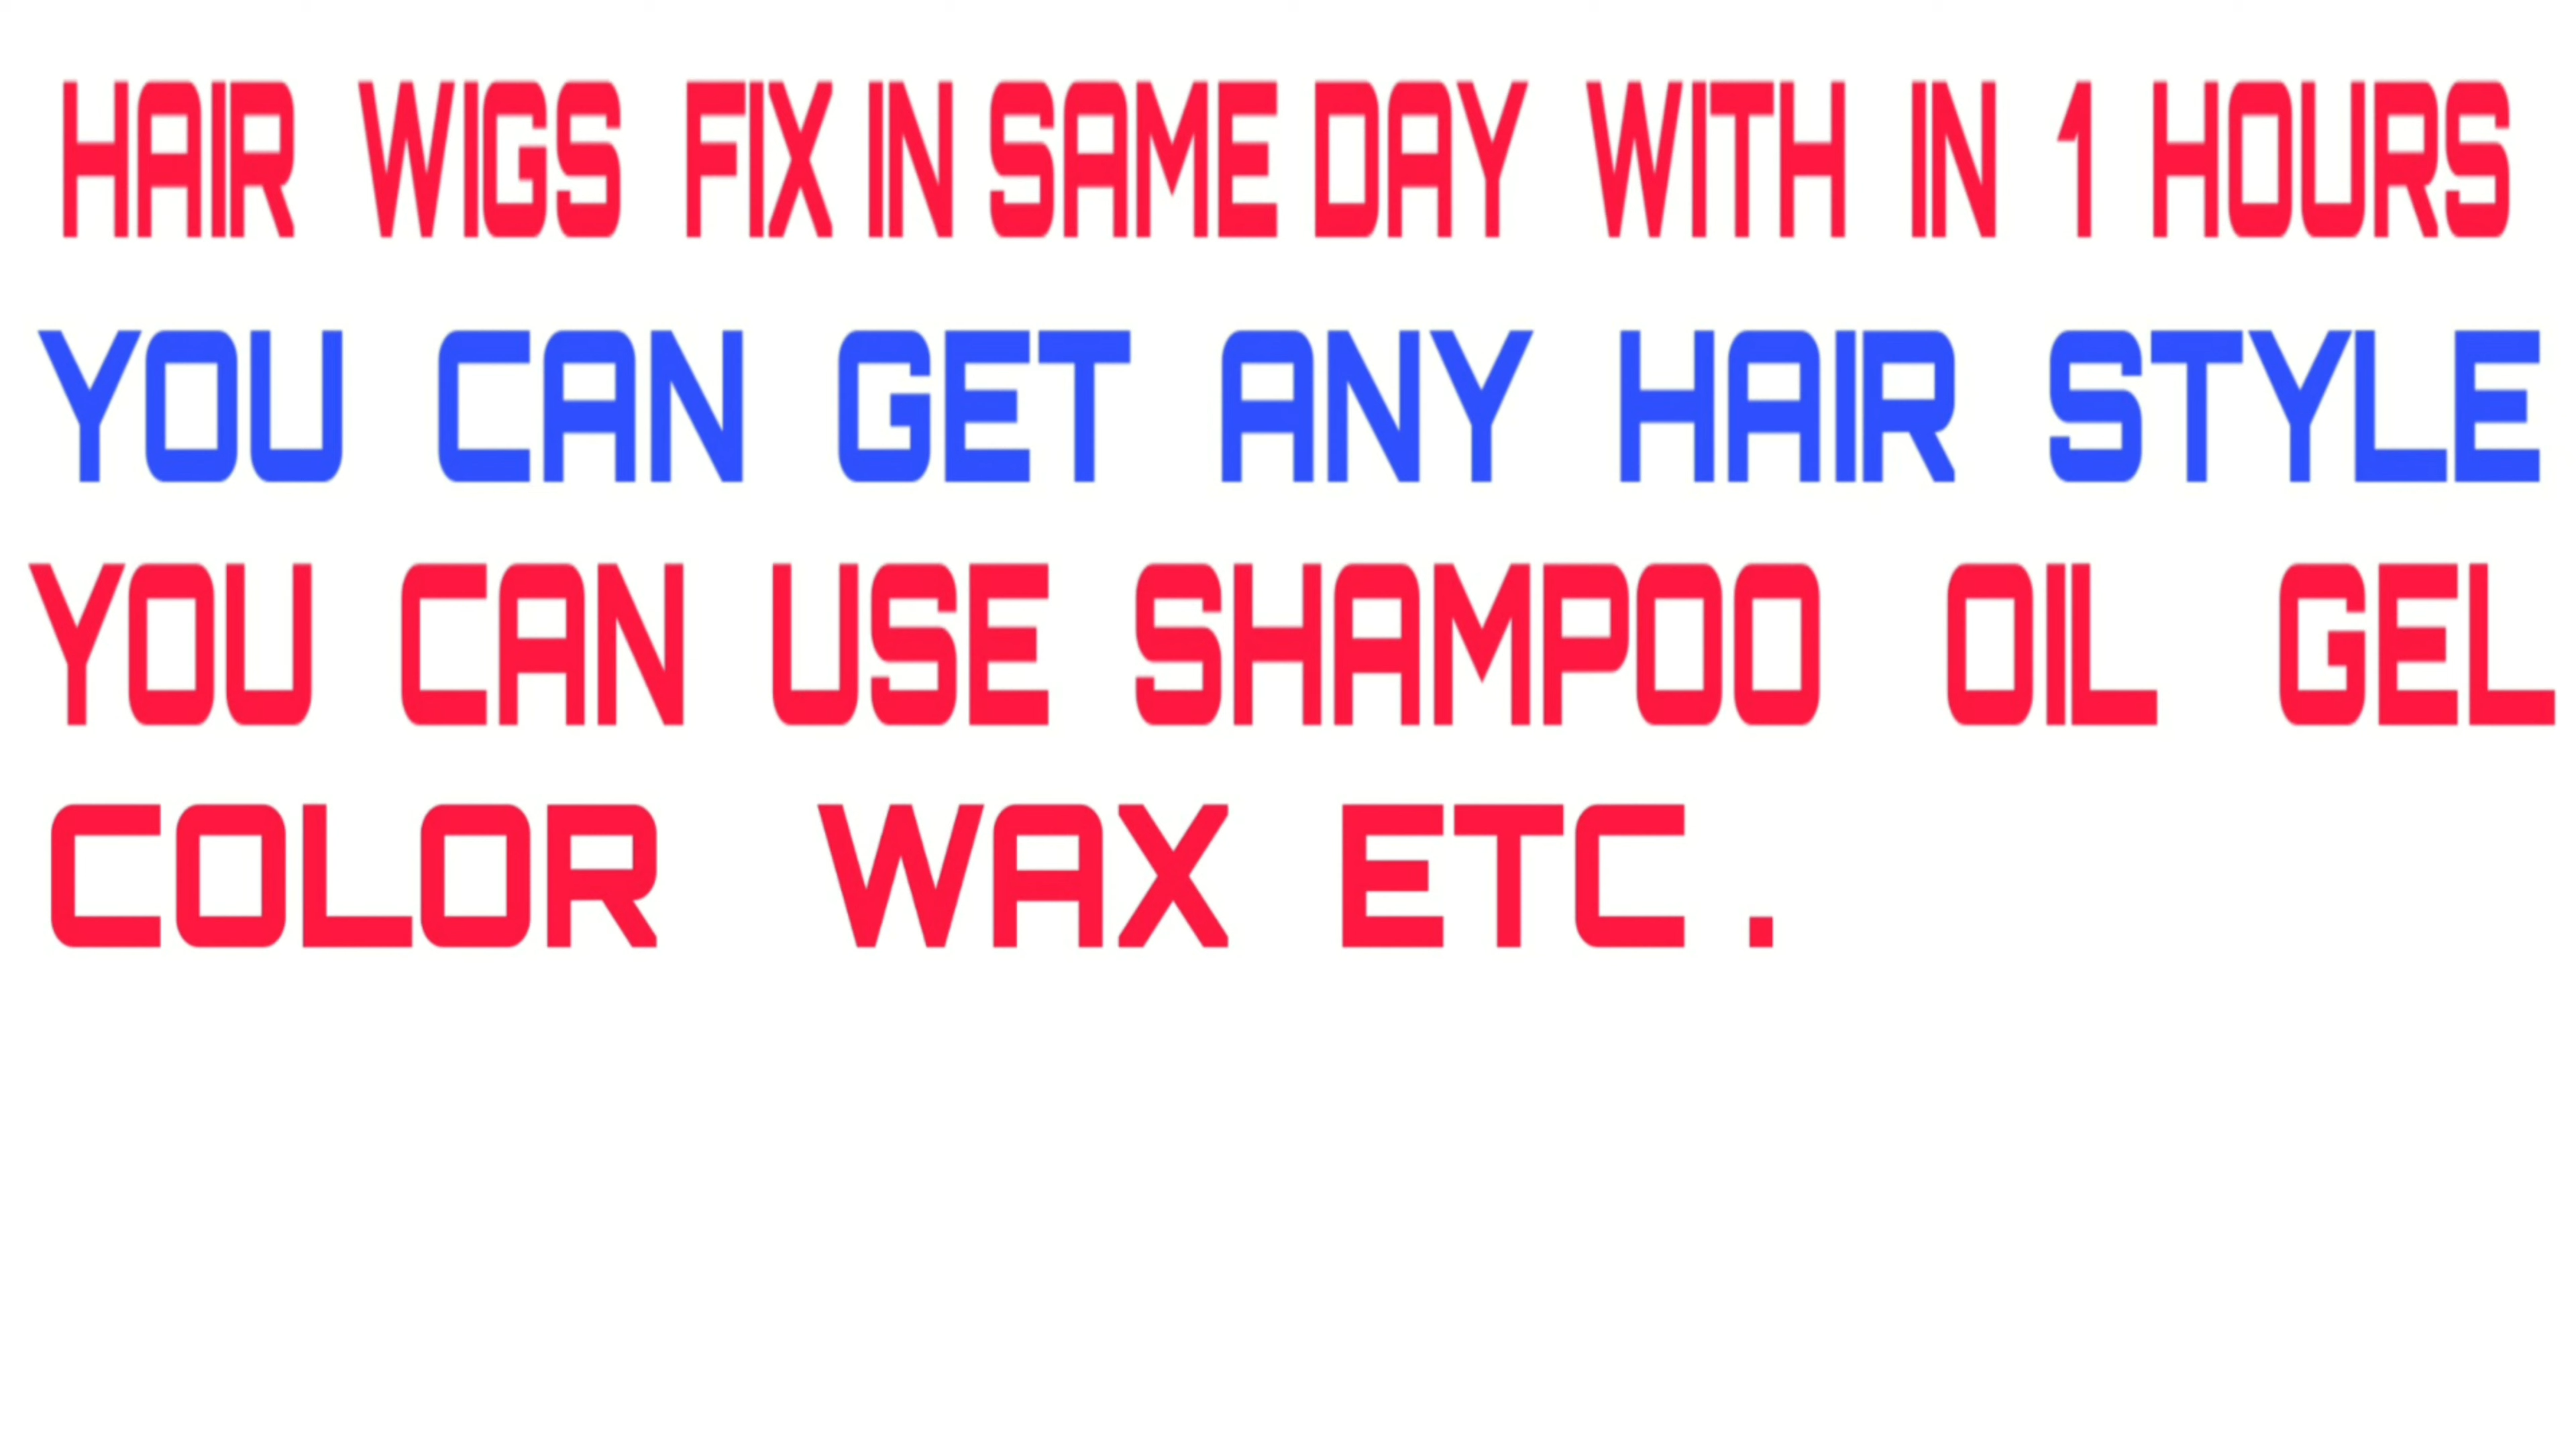 HAIR WIGS FIX IN SAME DAY WITH IN 1 HOURS
YOU CAN GET ANY HAIR STYLE
YOU CAN USE SHAMPOO OIL GEL
COLOR WAX ETC .